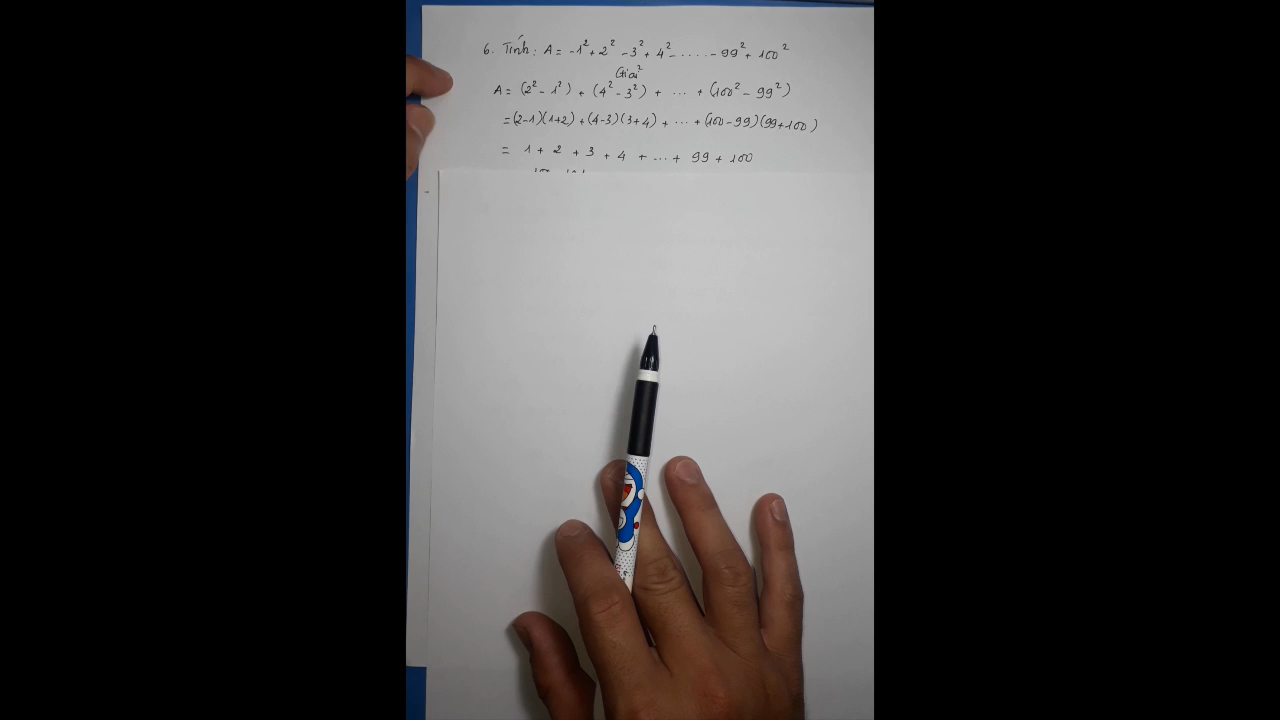 6. Tính: A = -1² + 2² - 3² + 4² - ..... - 99² + 100²
Giải
A = (2² - 1²) + (4² - 3²) + ... + (100² - 99²)
= (2-1)(1+2) + (4-3)(3+4) + ... + (100-99)(99+100)
= 1 + 2 + 3 + 4 + ... + 99 + 100